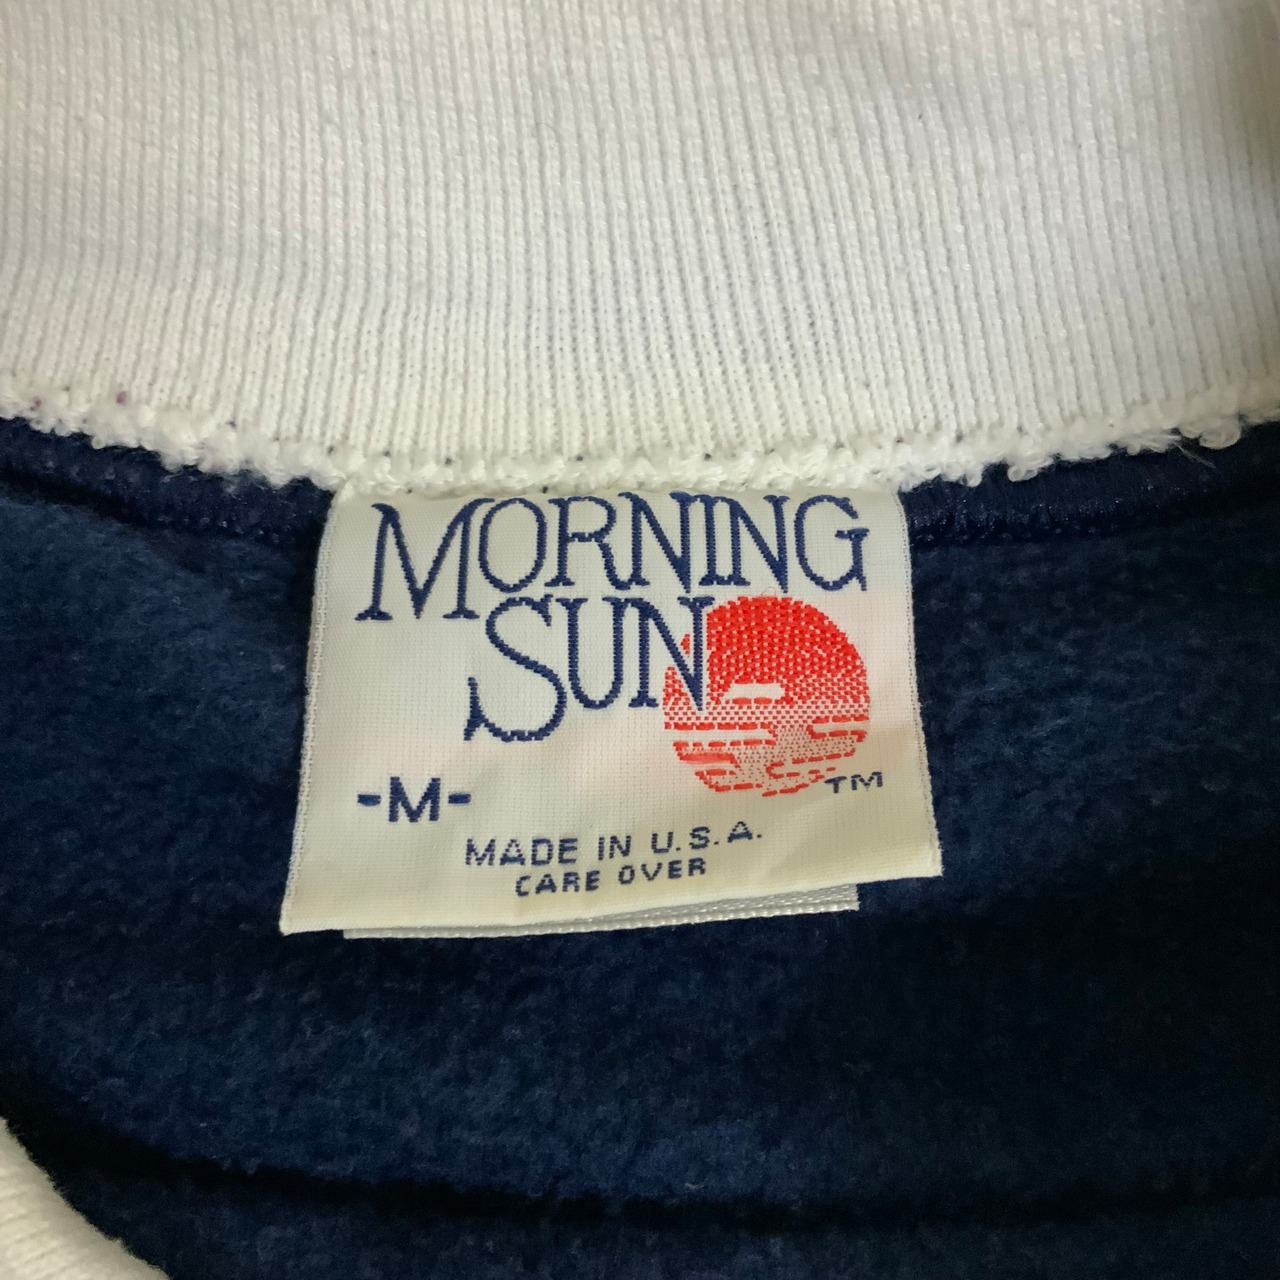 MORNING
SUN
TM
-M-
MADE IN U.S.A.
CARE OVER